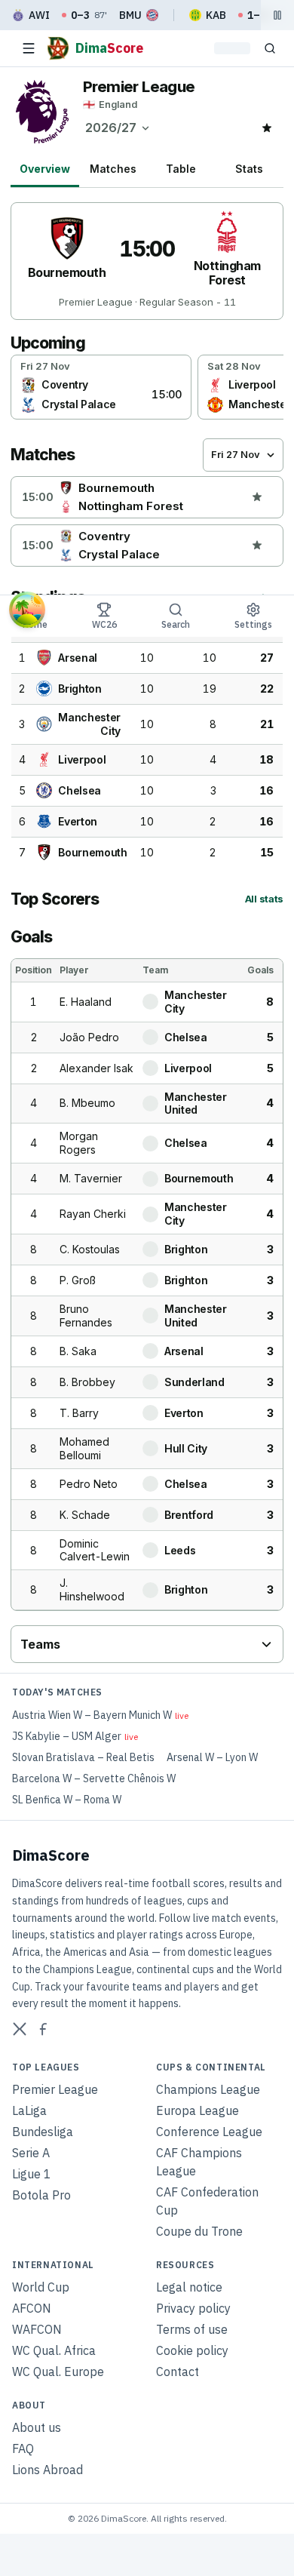 AWI 0–3 87' BMU KAB 1–
DimaScore
Premier League
England
2026/27
Overview Matches Table Stats
Bournemouth 15:00 Nottingham Forest
Premier League · Regular Season - 11
Upcoming
Fri 27 Nov
Coventry
Crystal Palace
15:00
Sat 28 Nov
Liverpool
Mancheste
Matches Fri 27 Nov
15:00 Bournemouth
Nottingham Forest
15:00 Coventry
Crystal Palace
WC26 Search Settings
1 Arsenal 10 10 27
2 Brighton 10 19 22
3 Manchester City 10 8 21
4 Liverpool 10 4 18
5 Chelsea 10 3 16
6 Everton 10 2 16
7 Bournemouth 10 2 15
Top Scorers All stats
Goals
Position Player Team Goals
1 E. Haaland Manchester City 8
2 João Pedro Chelsea 5
2 Alexander Isak Liverpool 5
4 B. Mbeumo Manchester United 4
4 Morgan Rogers Chelsea 4
4 M. Tavernier Bournemouth 4
4 Rayan Cherki Manchester City 4
8 C. Kostoulas Brighton 3
8 P. Groß Brighton 3
8 Bruno Fernandes Manchester United 3
8 B. Saka Arsenal 3
8 B. Brobbey Sunderland 3
8 T. Barry Everton 3
8 Mohamed Belloumi Hull City 3
8 Pedro Neto Chelsea 3
8 K. Schade Brentford 3
8 Dominic Calvert-Lewin Leeds 3
8 J. Hinshelwood Brighton 3
Teams
TODAY'S MATCHES
Austria Wien W – Bayern Munich W live
JS Kabylie – USM Alger live
Slovan Bratislava – Real Betis Arsenal W – Lyon W
Barcelona W – Servette Chênois W
SL Benfica W – Roma W
DimaScore
DimaScore delivers real-time football scores, results and
standings from hundreds of leagues, cups and
tournaments around the world. Follow live match events,
lineups, statistics and player ratings across Europe,
Africa, the Americas and Asia — from domestic leagues
to the Champions League, continental cups and the World
Cup. Track your favourite teams and players and get
every result the moment it happens.
TOP LEAGUES
Premier League
LaLiga
Bundesliga
Serie A
Ligue 1
Botola Pro
CUPS & CONTINENTAL
Champions League
Europa League
Conference League
CAF Champions
League
CAF Confederation
Cup
Coupe du Trone
INTERNATIONAL
World Cup
AFCON
WAFCON
WC Qual. Africa
WC Qual. Europe
RESOURCES
Legal notice
Privacy policy
Terms of use
Cookie policy
Contact
ABOUT
About us
FAQ
Lions Abroad
© 2026 DimaScore. All rights reserved.